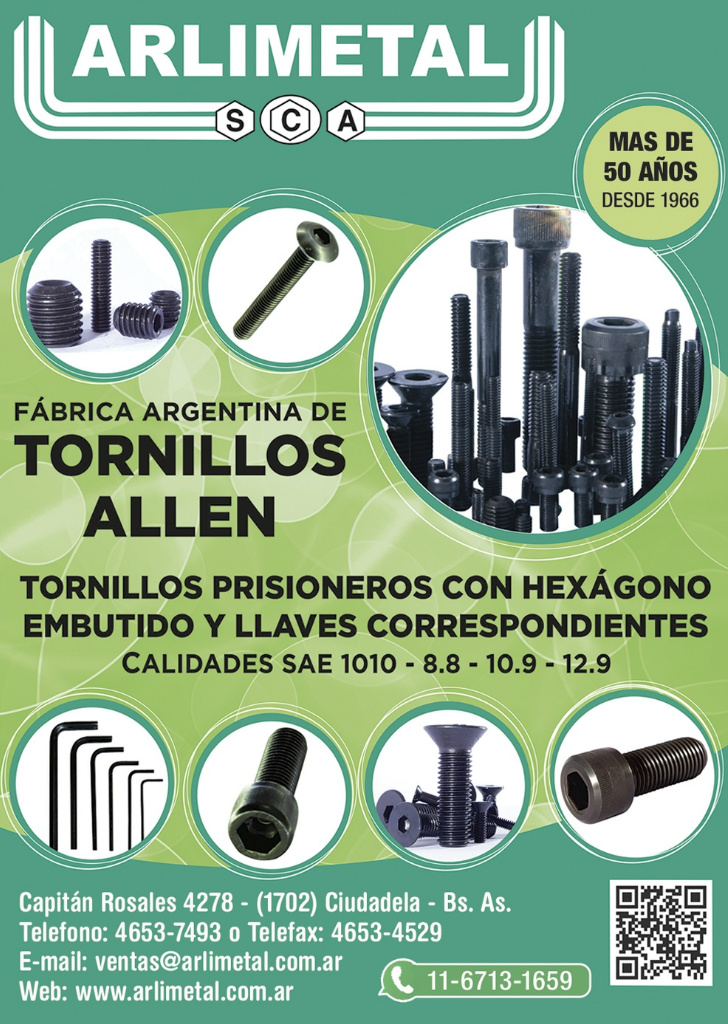 ARLIMETAL
S C A
MAS DE
50 AÑOS
DESDE 1966
FÁBRICA ARGENTINA DE
TORNILLOS
ALLEN
TORNILLOS PRISIONEROS CON HEXÁGONO
EMBUTIDO Y LLAVES CORRESPONDIENTES
CALIDADES SAE 1010 - 8.8 - 10.9 - 12.9
Capitán Rosales 4278 - (1702) Ciudadela - Bs. As.
Telefono: 4653-7493 o Telefax: 4653-4529
E-mail: ventas@arlimetal.com.ar
Web: www.arlimetal.com.ar
11-6713-1659